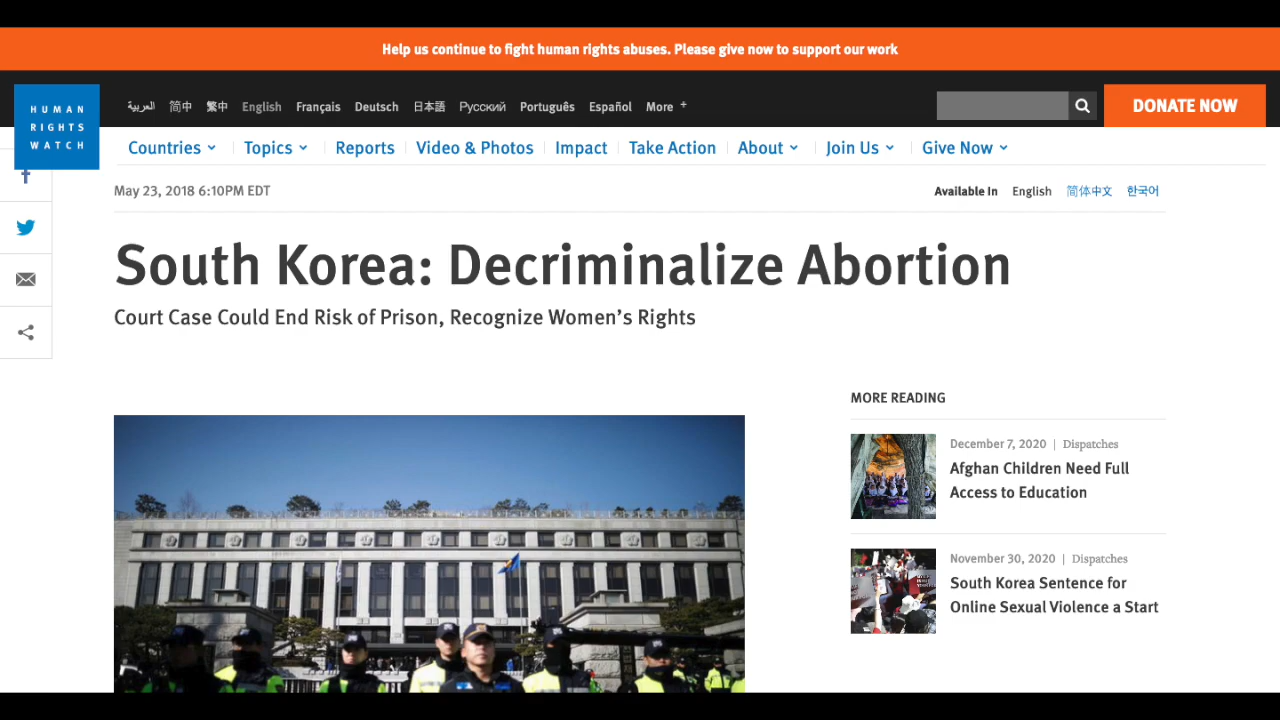 Help us continue to fight human rights abuses. Please give now to support our work
HUMAN
RIGHTS
WATCH
العربية 简中 繁中 English Français Deutsch 日本語 Русский Português Español More +
DONATE NOW
Countries Topics Reports Video & Photos Impact Take Action About Join Us Give Now
May 23, 2018 6:10PM EDT
Available In English 简体中文 한국어
South Korea: Decriminalize Abortion
Court Case Could End Risk of Prison, Recognize Women's Rights
MORE READING
December 7, 2020 | Dispatches
Afghan Children Need Full
Access to Education
November 30, 2020 | Dispatches
South Korea Sentence for
Online Sexual Violence a Start